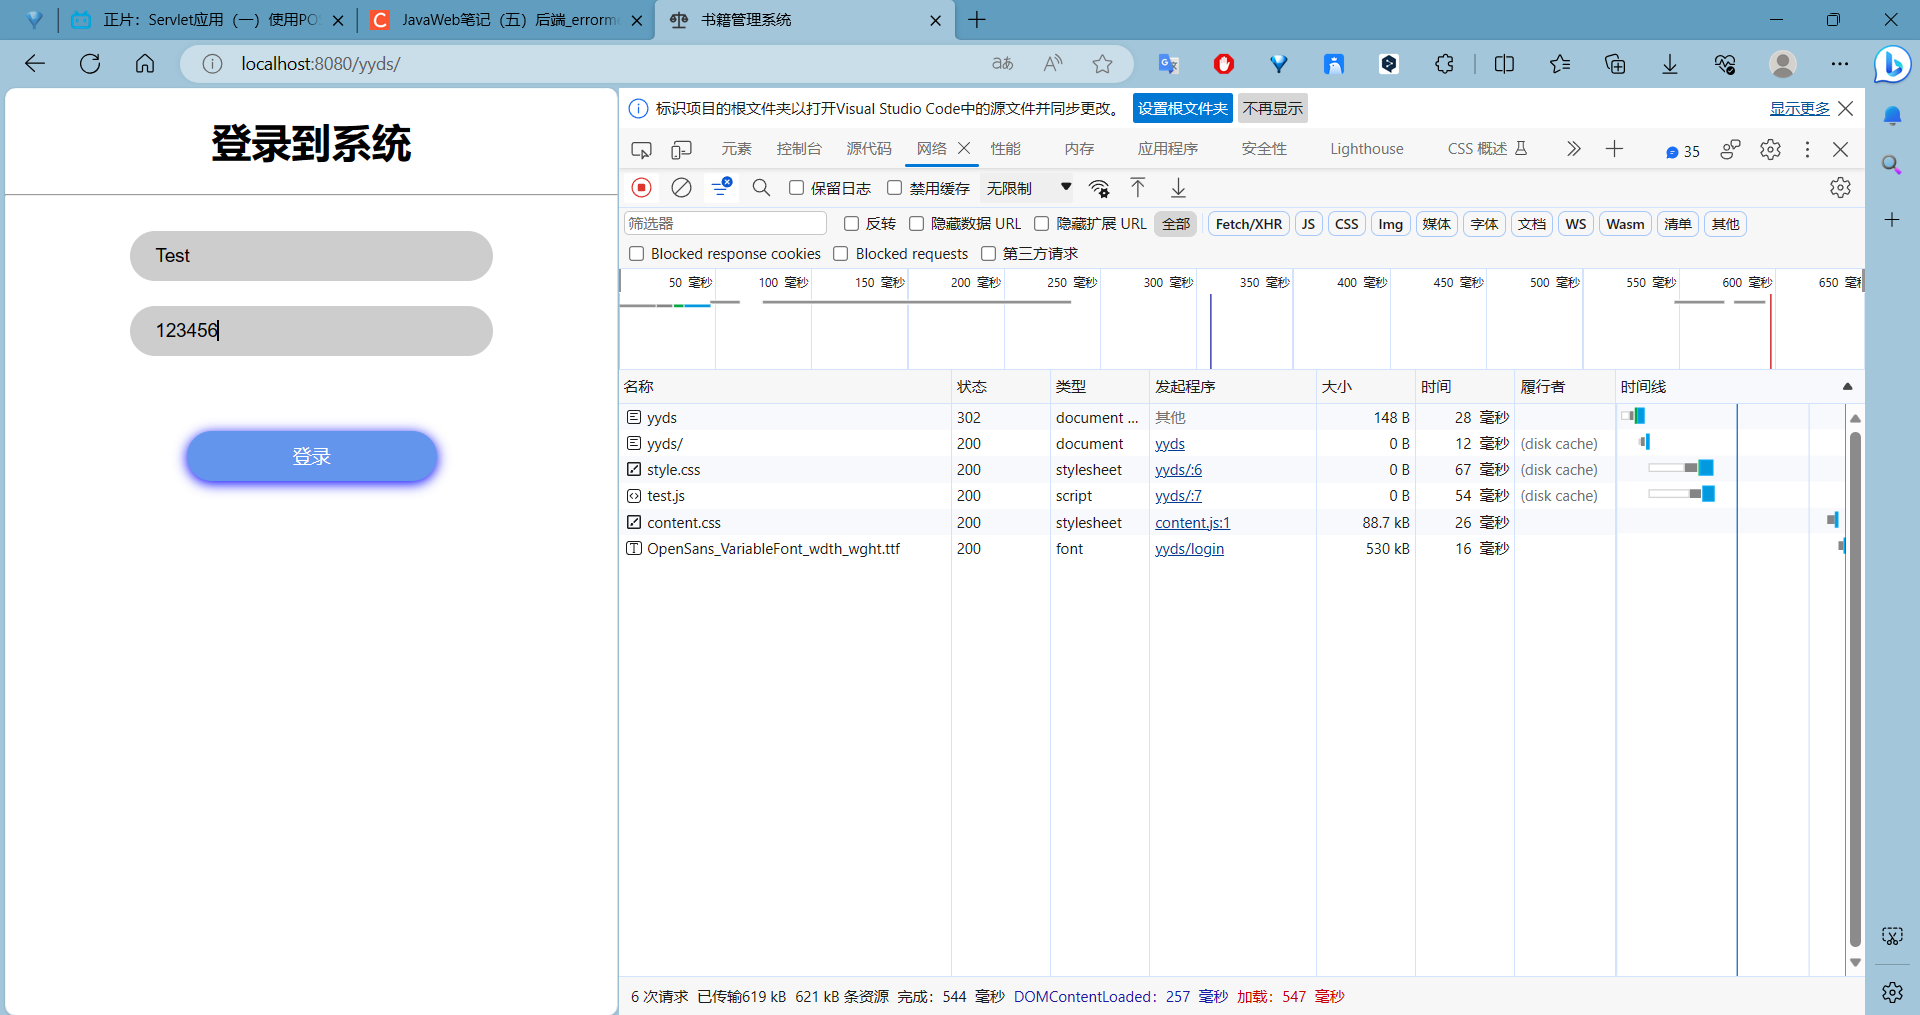 正片：Servlet应用（一）使用PO
JavaWeb笔记（五）后端_errorm
书籍管理系统
localhost:8080/yyds/
登录到系统
Test
123456
登录
标识项目的根文件夹以打开Visual Studio Code中的源文件并同步更改。 设置根文件夹 不再显示 显示更多
元素 控制台 源代码 网络 性能 内存 应用程序 安全性 Lighthouse CSS 概述 35
保留日志 禁用缓存 无限制
筛选器 反转 隐藏数据 URL 隐藏扩展 URL 全部 Fetch/XHR JS CSS Img 媒体 字体 文档 WS Wasm 清单 其他
Blocked response cookies Blocked requests 第三方请求
50 毫秒 100 毫秒 150 毫秒 200 毫秒 250 毫秒 300 毫秒 350 毫秒 400 毫秒 450 毫秒 500 毫秒 550 毫秒 600 毫秒 650 毫秒
名称 状态 类型 发起程序 大小 时间 履行者 时间线
yyds 302 document ... 其他 148 B 28 毫秒
yyds/ 200 document yyds 0 B 12 毫秒 (disk cache)
style.css 200 stylesheet yyds/:6 0 B 67 毫秒 (disk cache)
test.js 200 script yyds/:7 0 B 54 毫秒 (disk cache)
content.css 200 stylesheet content.js:1 88.7 kB 26 毫秒
OpenSans_VariableFont_wdth_wght.ttf 200 font yyds/login 530 kB 16 毫秒
6 次请求 已传输619 kB 621 kB 条资源 完成：544 毫秒 DOMContentLoaded：257 毫秒 加载：547 毫秒